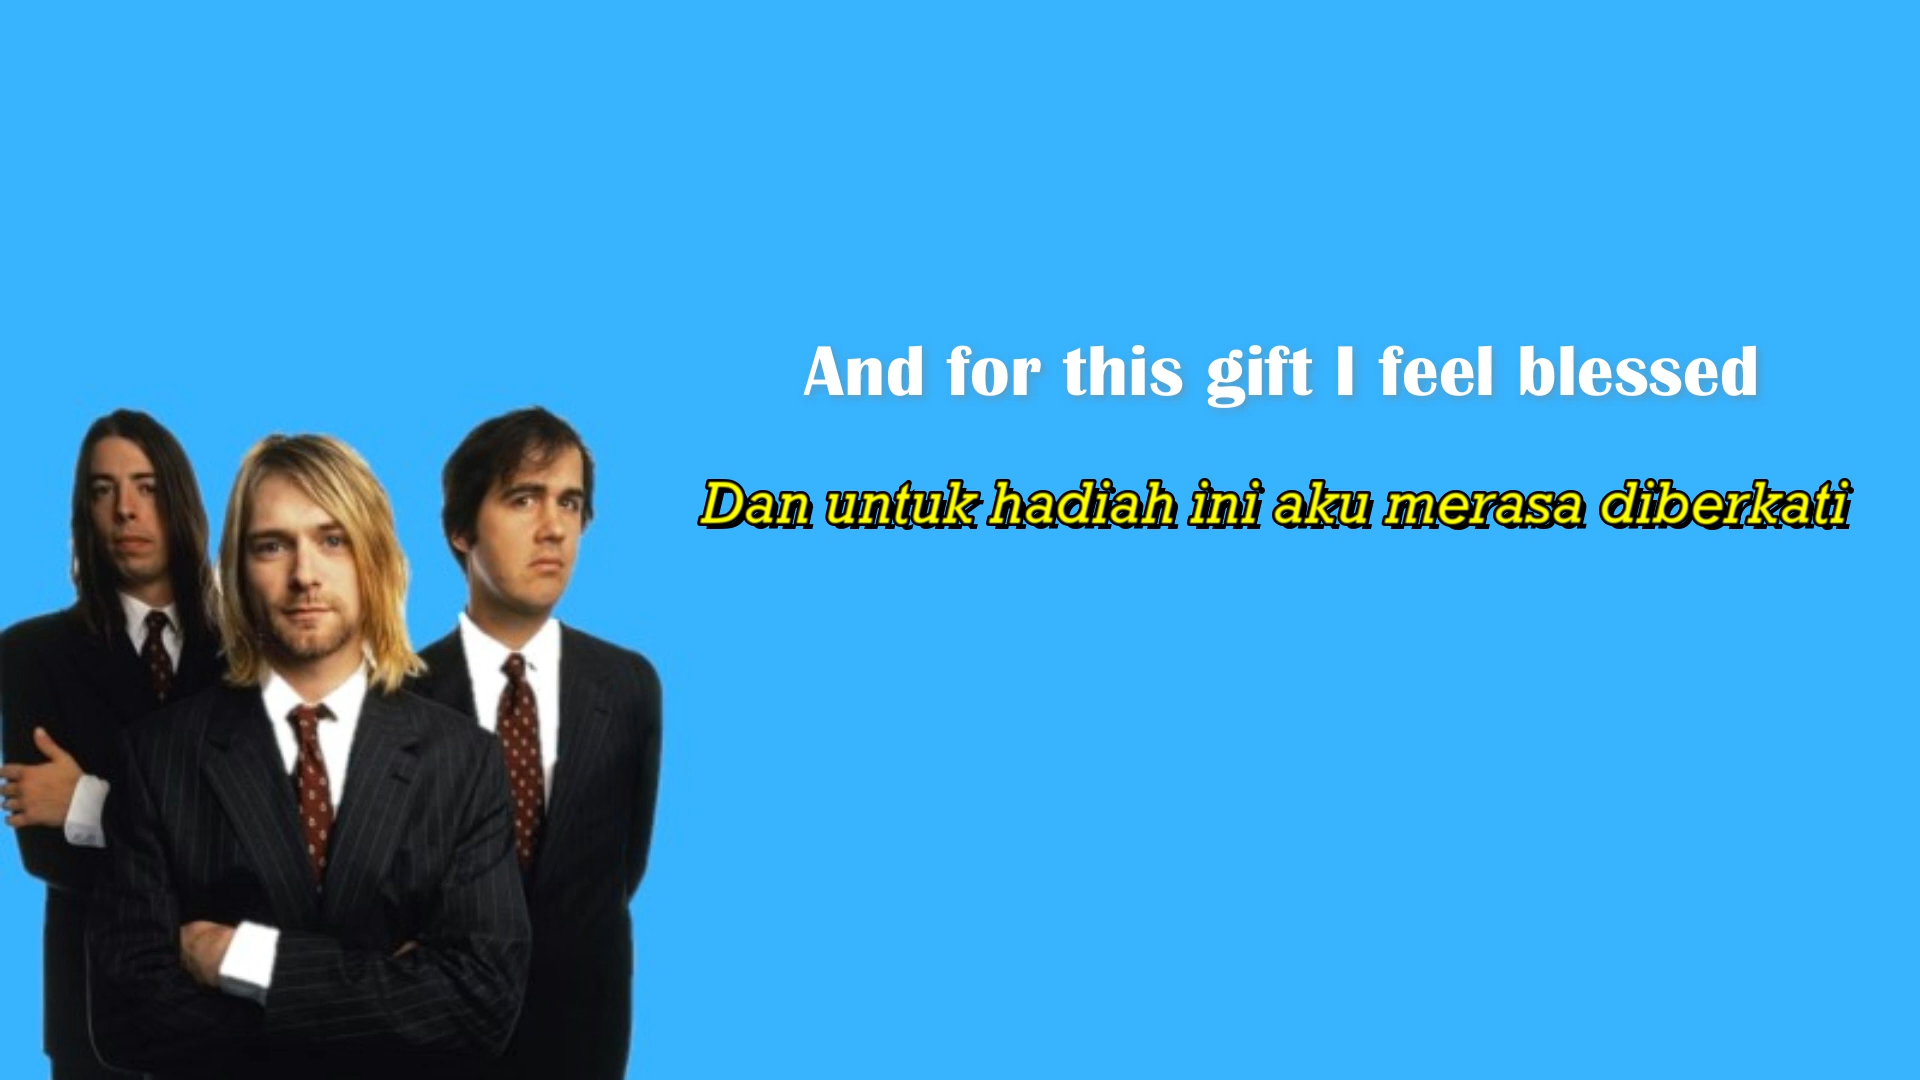 And for this gift I feel blessed
Dan untuk hadiah ini aku merasa diberkati